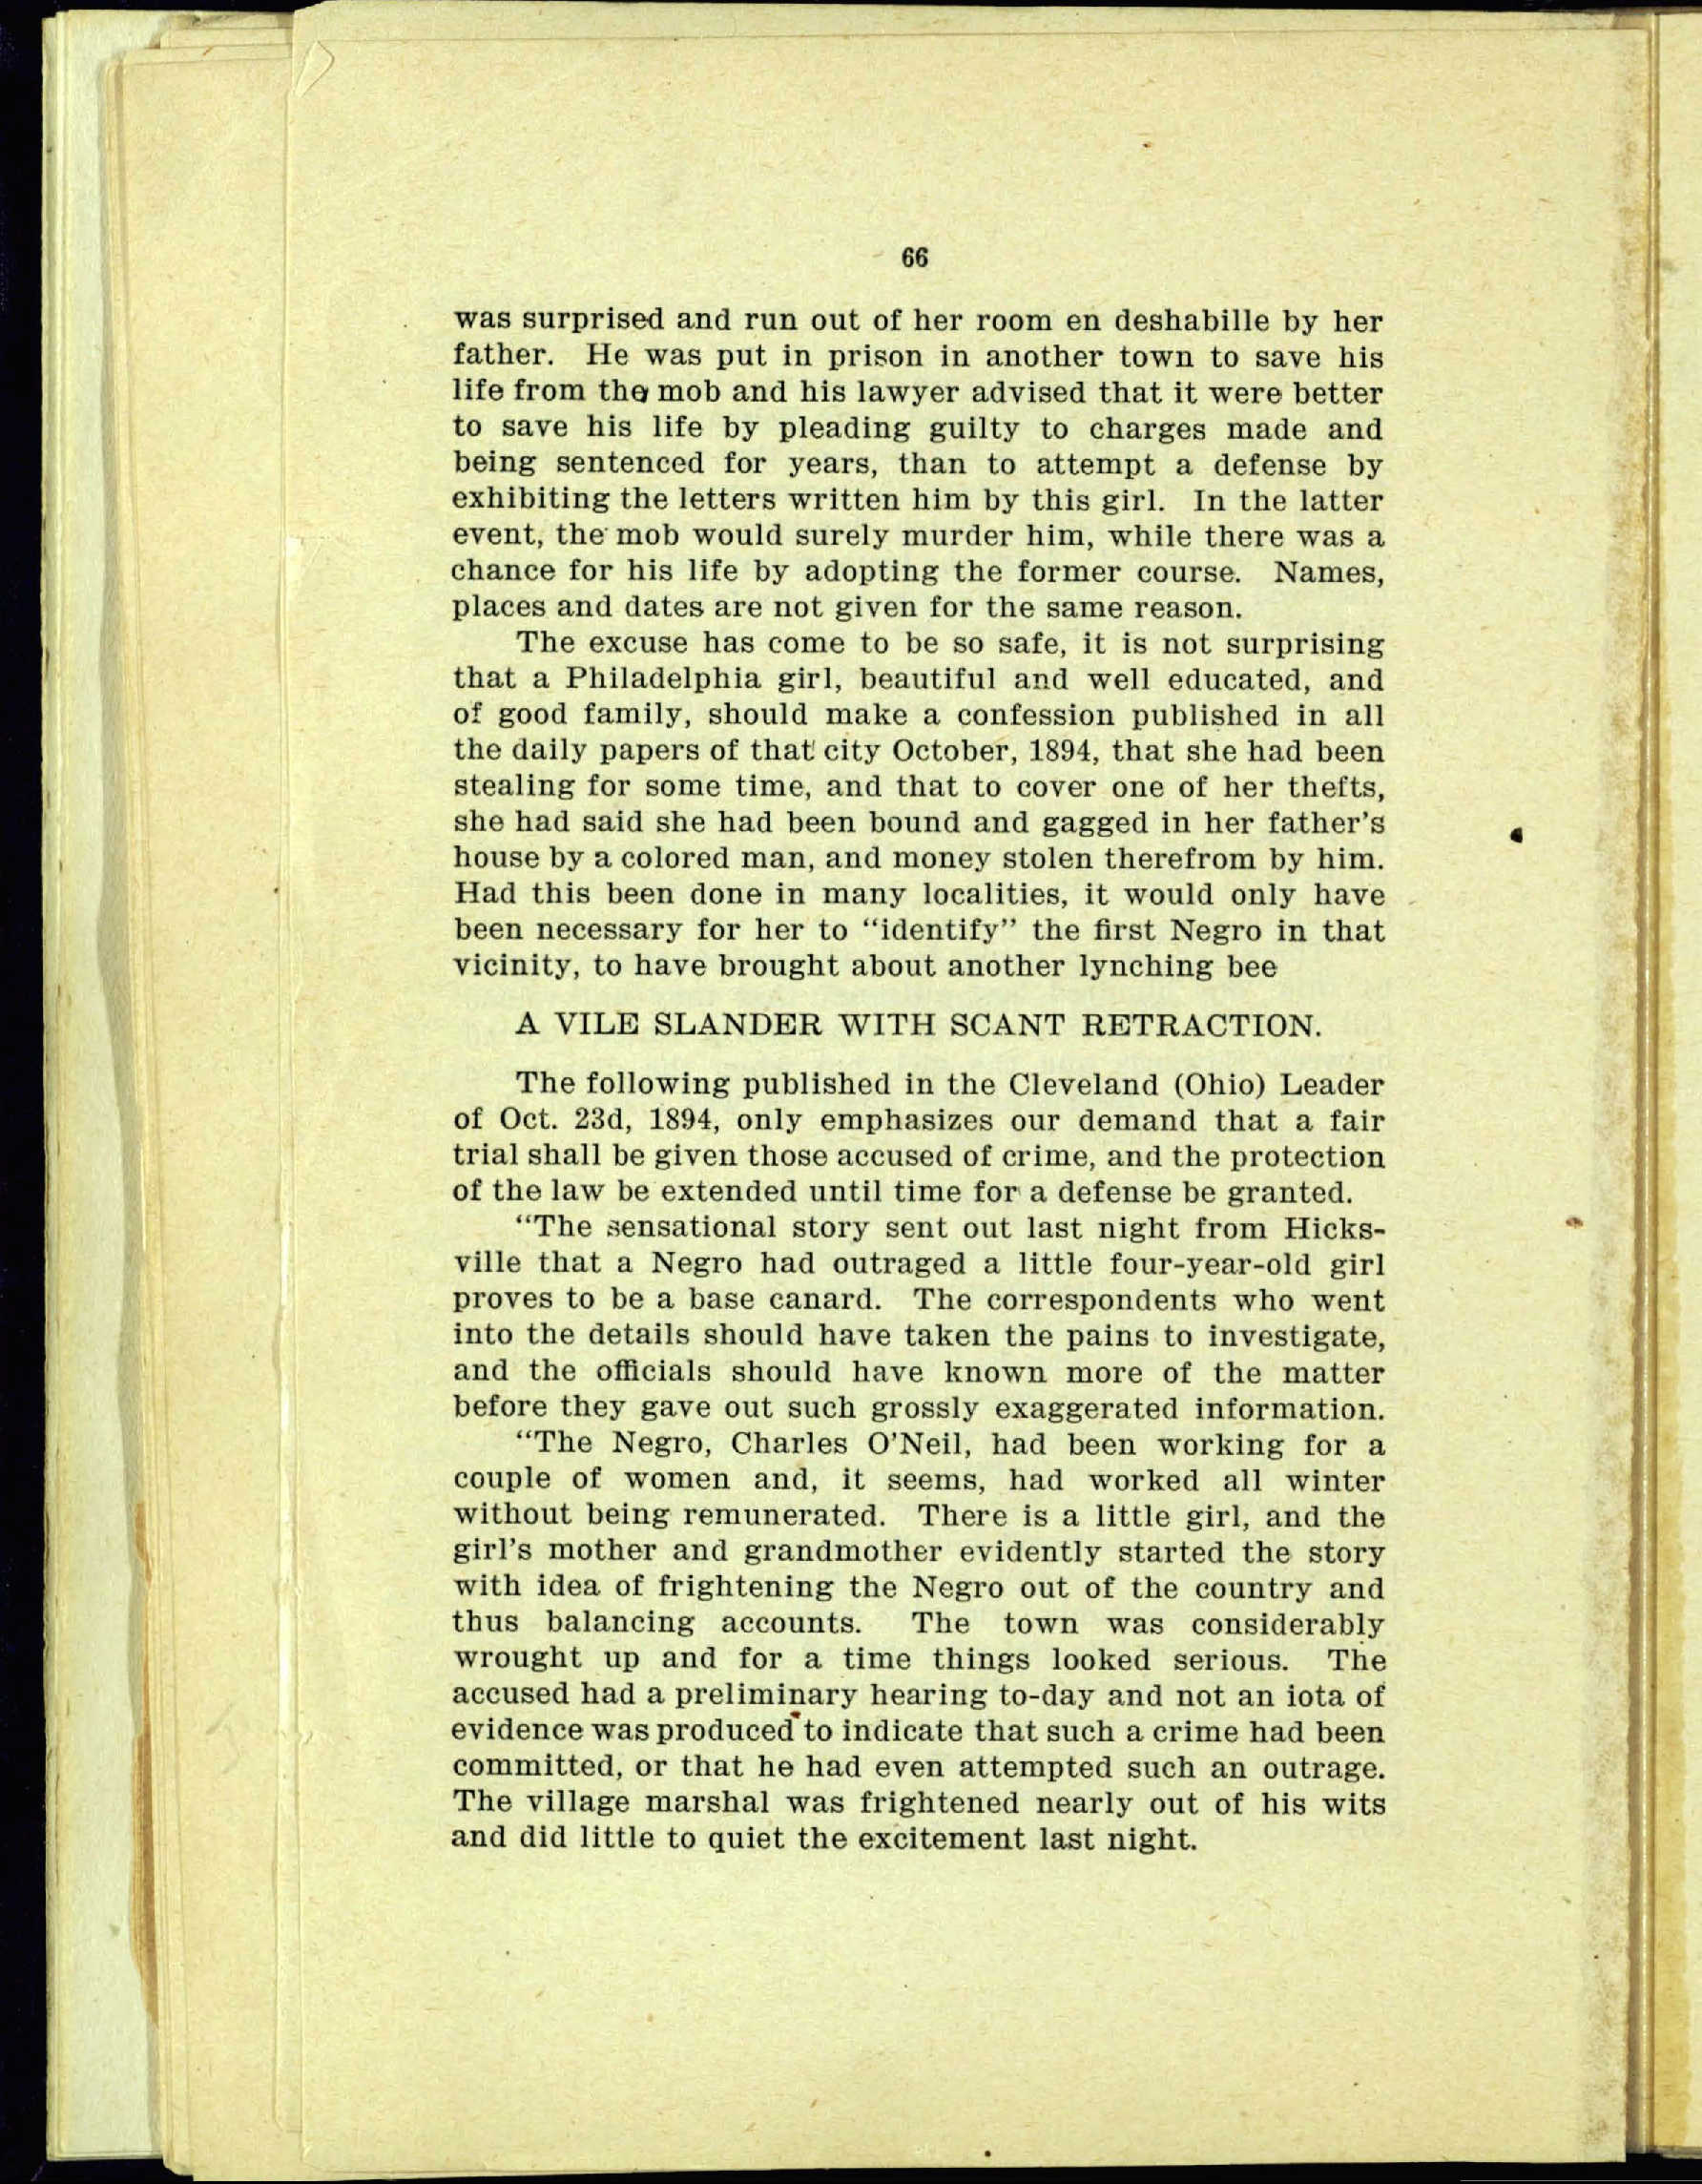 66
was surprised and run out of her room en deshabille by her
father. He was put in prison in another town to save his
life from the mob and his lawyer advised that it were better
to save his life by pleading guilty to charges made and
being sentenced for years, than to attempt a defense by
exhibiting the letters written him by this girl. In the latter
event, the mob would surely murder him, while there was a
chance for his life by adopting the former course. Names,
places and dates are not given for the same reason.
The excuse has come to be so safe, it is not surprising
that a Philadelphia girl, beautiful and well educated, and
of good family, should make a confession published in all
the daily papers of that city October, 1894, that she had been
stealing for some time, and that to cover one of her thefts,
she had said she had been bound and gagged in her father's
house by a colored man, and money stolen therefrom by him.
Had this been done in many localities, it would only have
been necessary for her to "identify" the first Negro in that
vicinity, to have brought about another lynching bee
A VILE SLANDER WITH SCANT RETRACTION.
The following published in the Cleveland (Ohio) Leader
of Oct. 23d, 1894, only emphasizes our demand that a fair
trial shall be given those accused of crime, and the protection
of the law be extended until time for a defense be granted.
"The sensational story sent out last night from Hicks-
ville that a Negro had outraged a little four-year-old girl
proves to be a base canard. The correspondents who went
into the details should have taken the pains to investigate,
and the officials should have known more of the matter
before they gave out such grossly exaggerated information.
"The Negro, Charles O'Neil, had been working for a
couple of women and, it seems, had worked all winter
without being remunerated. There is a little girl, and the
girl's mother and grandmother evidently started the story
with idea of frightening the Negro out of the country and
thus balancing accounts. The town was considerably
wrought up and for a time things looked serious. The
accused had a preliminary hearing to-day and not an iota of
evidence was produced to indicate that such a crime had been
committed, or that he had even attempted such an outrage.
The village marshal was frightened nearly out of his wits
and did little to quiet the excitement last night.